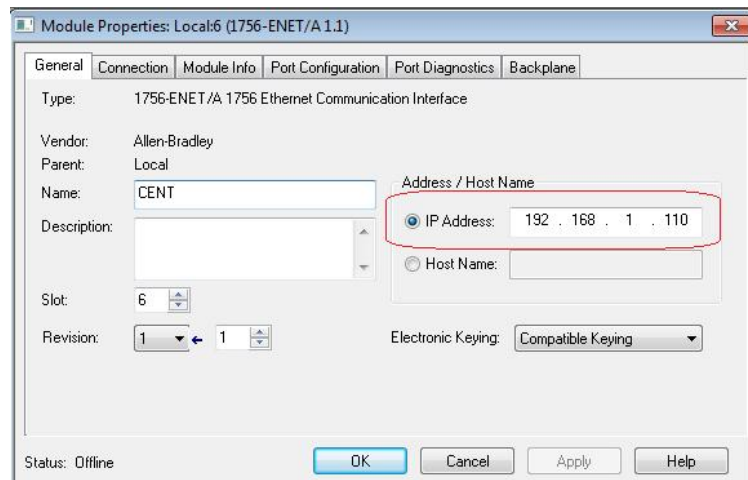 Module Properties: Local:6 (1756-ENET/A 1.1)
General Connection Module Info Port Configuration Port Diagnostics Backplane
Type: 1756-ENET/A 1756 Ethernet Communication Interface
Vendor: Allen-Bradley
Parent: Local
Name: CENT
Address / Host Name
IP Address: 192 . 168 . 1 . 110
Description:
Host Name:
Slot: 6
Revision: 1 1
Electronic Keying: Compatible Keying
Status: Offline
OK Cancel Apply Help